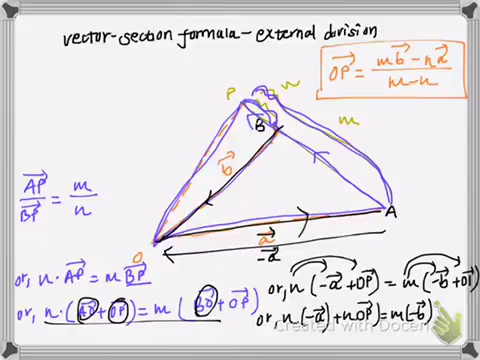 vector-section formula-external division
OP→ = (mb→ - na→) / (m-n)
P
n
m
B
b→
A
O
a→
-a→
AP→ / BP→ = m / n
or, n·AP→ = m BP→
or, n·(AO→ + OP→) = m (BO→ + OP→)
or, n(-a→ + OP→) = m(-b→ + OP→)
or, n(-a→) + nOP→ = m(-b→)
Created with Doceri